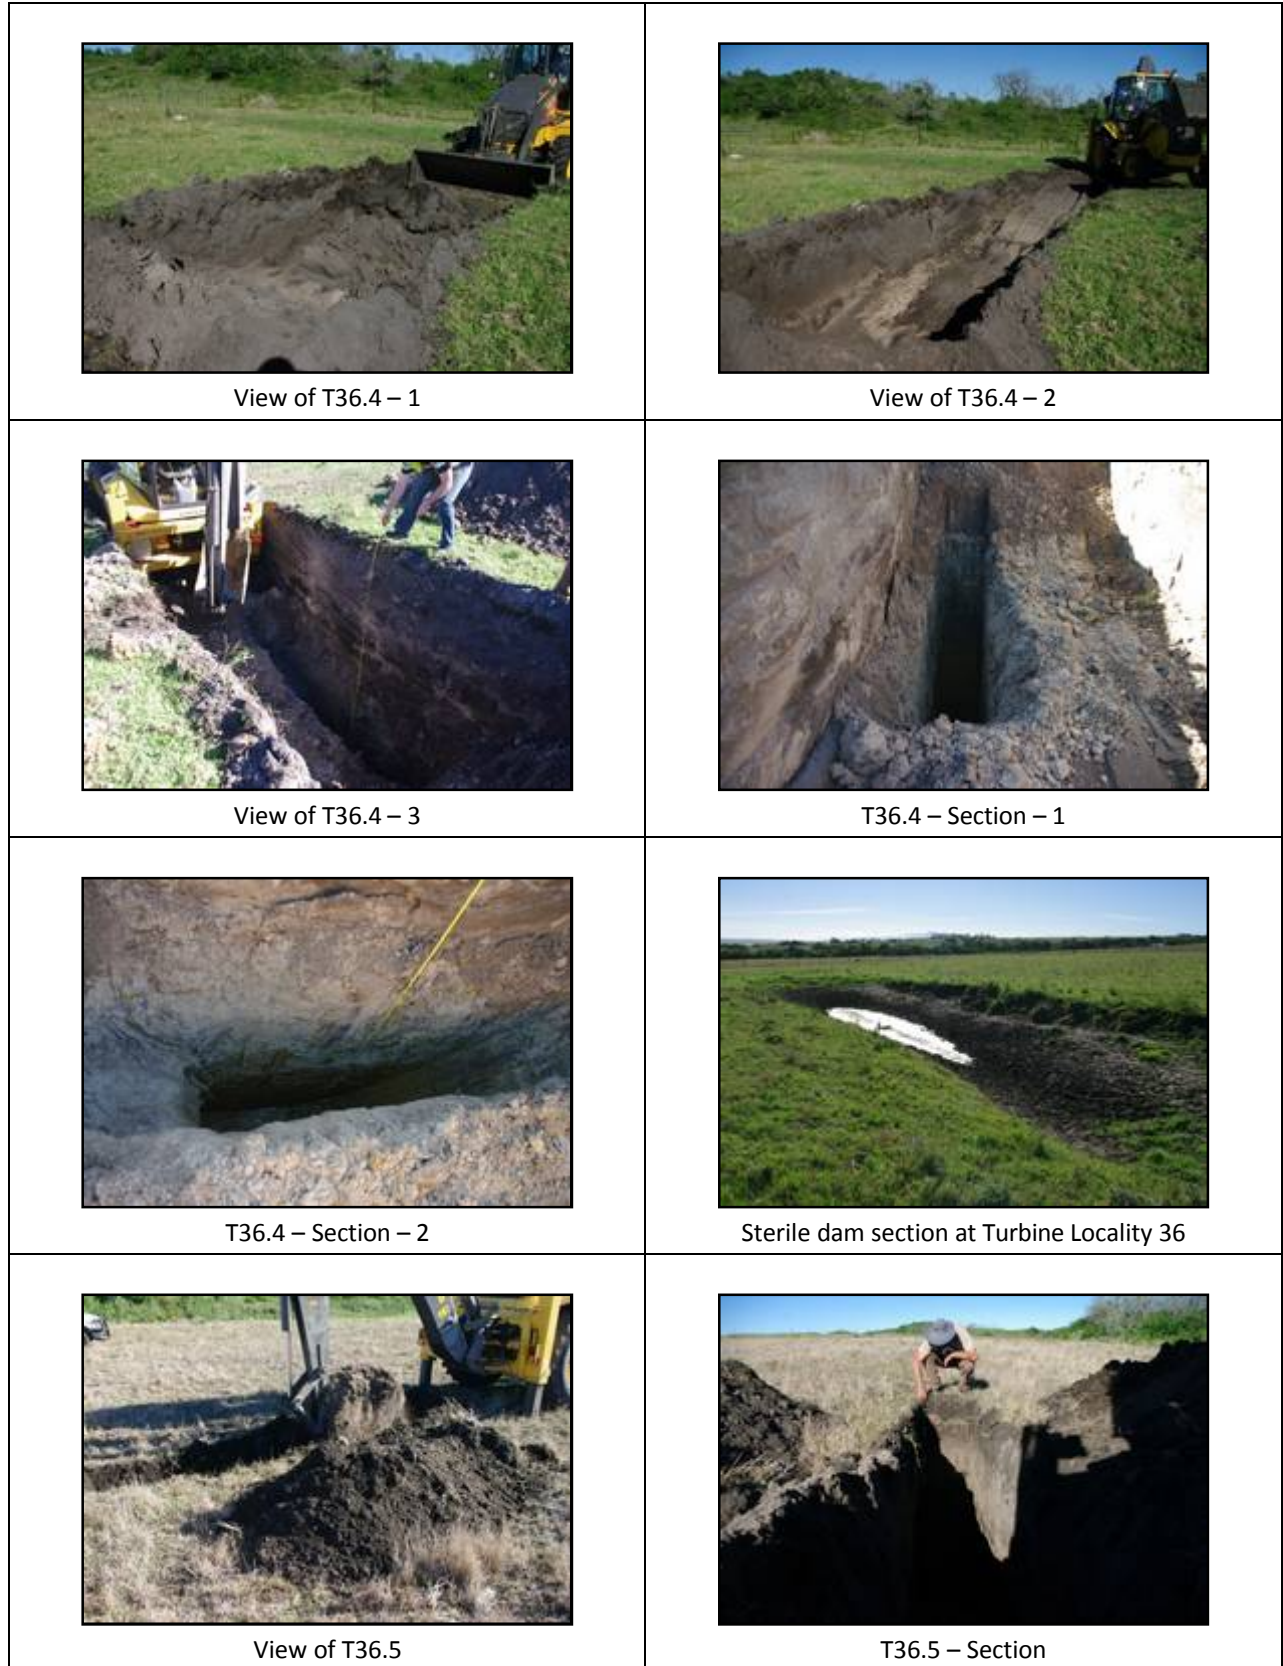 View of T36.4 – 1
View of T36.4 – 2
View of T36.4 – 3
T36.4 – Section – 1
T36.4 – Section – 2
Sterile dam section at Turbine Locality 36
View of T36.5
T36.5 – Section